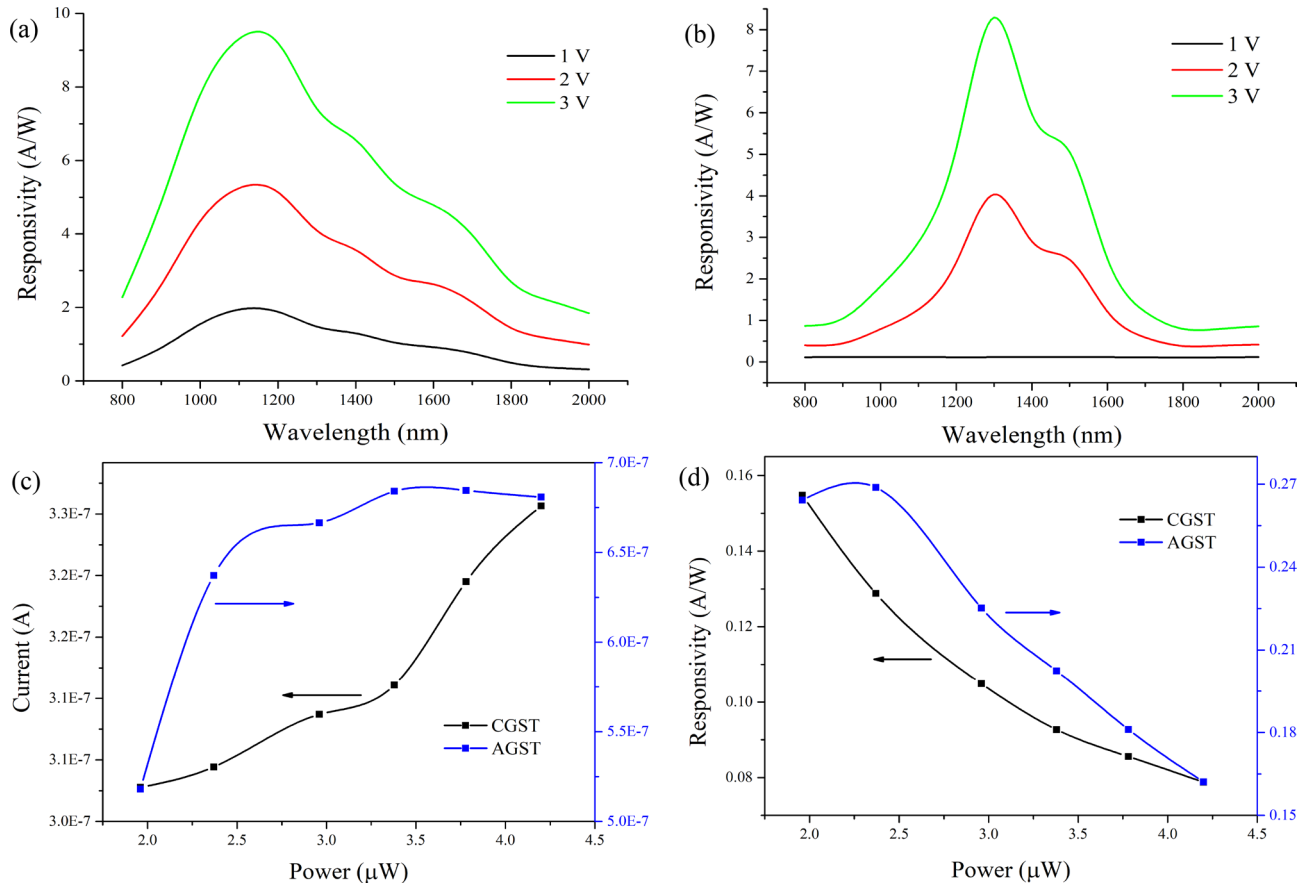 (a)
10
8
6
4
2
0
Responsivity (A/W)
1 V
2 V
3 V
800 1000 1200 1400 1600 1800 2000
Wavelength (nm)
(b)
8
7
6
5
4
3
2
1
0
Responsivity (A/W)
1 V
2 V
3 V
800 1000 1200 1400 1600 1800 2000
Wavelength (nm)
(c)
3.3E-7
3.2E-7
3.2E-7
3.1E-7
3.1E-7
3.0E-7
Current (A)
7.0E-7
6.5E-7
6.0E-7
5.5E-7
5.0E-7
CGST
AGST
2.0 2.5 3.0 3.5 4.0 4.5
Power (μW)
(d)
0.16
0.14
0.12
0.10
0.08
Responsivity (A/W)
0.27
0.24
0.21
0.18
0.15
CGST
AGST
2.0 2.5 3.0 3.5 4.0 4.5
Power (μW)